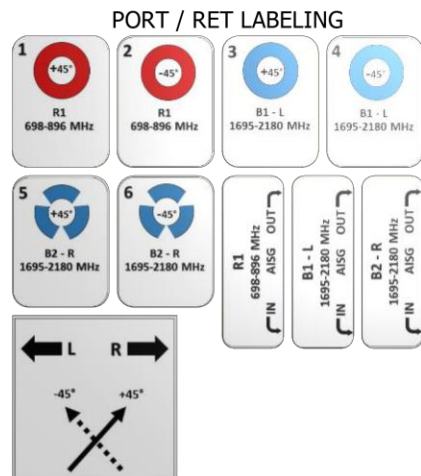 PORT / RET LABELING
1
+45°
R1
698-896 MHz
2
-45°
R1
698-896 MHz
3
+45°
B1 - L
1695-2180 MHz
4
-45°
B1 - L
1695-2180 MHz
5
+45°
B2 - R
1695-2180 MHz
6
-45°
B2 - R
1695-2180 MHz
R1
698-896 MHz
IN AISG OUT
B1 - L
1695-2180 MHz
IN AISG OUT
B2 - R
1695-2180 MHz
IN AISG OUT
L R
-45° +45°